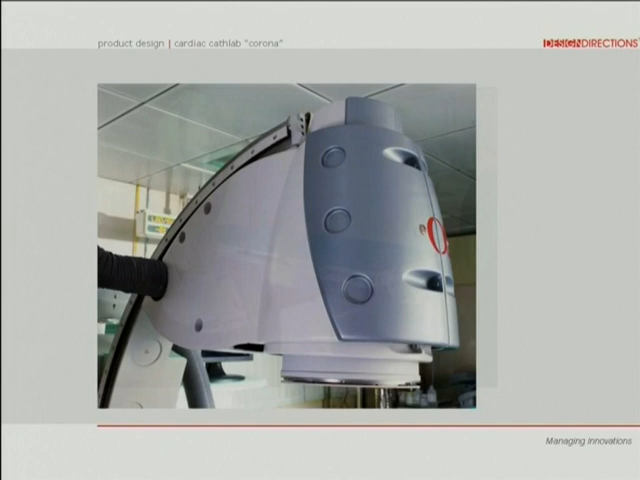 product design | cardiac cathlab "corona"
DESIGNDIRECTIONS
Managing Innovations